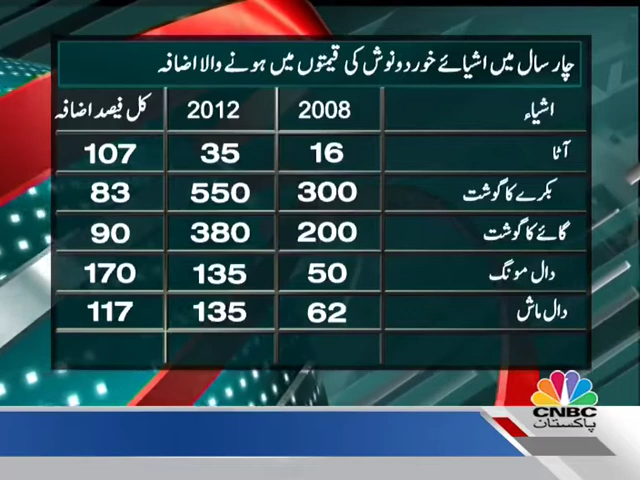 چار سال میں اشیائے خوردونوش کی قیمتوں میں ہونے والا اضافہ
اشیاء 2008 2012 کل فیصد اضافہ
آٹا 16 35 107
بکرے کا گوشت 300 550 83
گائے کا گوشت 200 380 90
دال مونگ 50 135 170
دال ماش 62 135 117
CNBC
پاکستان